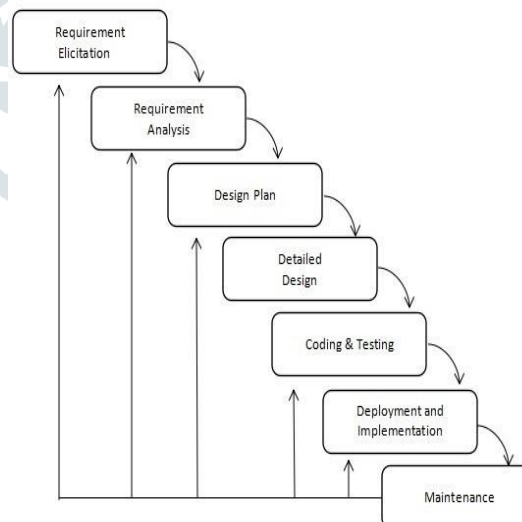 Requirement
Elicitation
Requirement
Analysis
Design Plan
Detailed
Design
Coding & Testing
Deployment and
Implementation
Maintenance